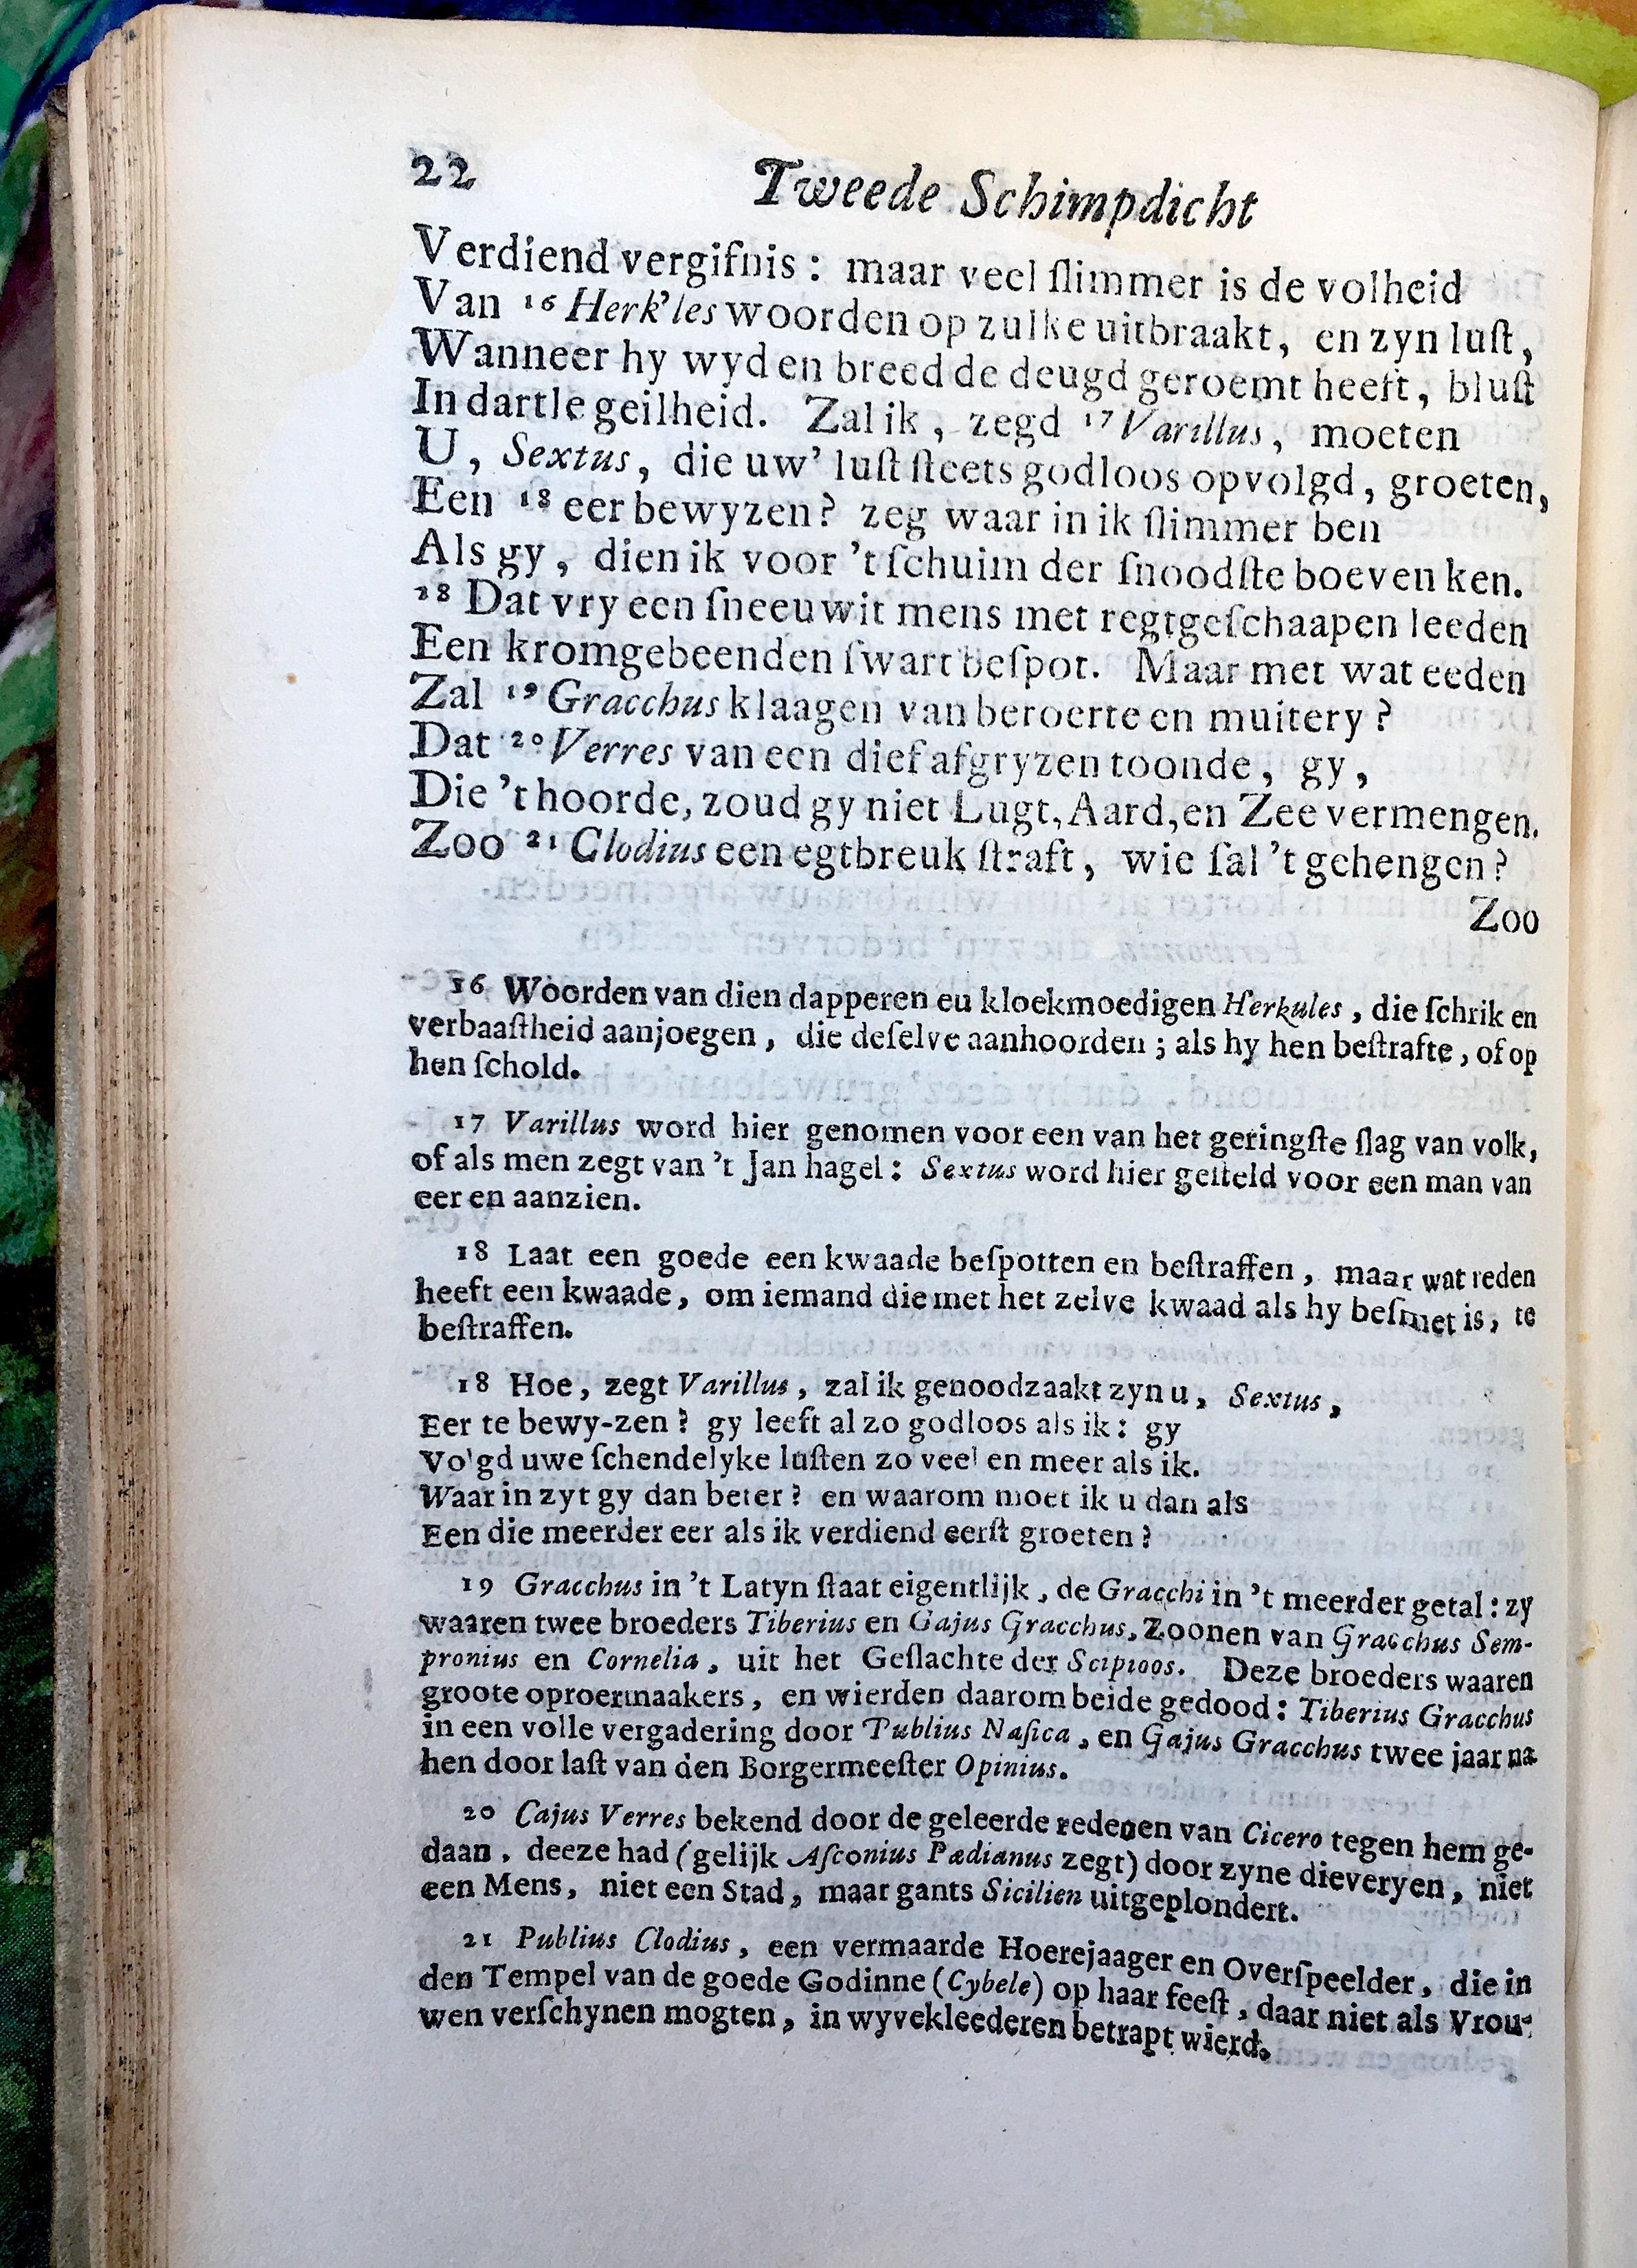 22 Tweede Schimpdicht
Verdiend vergifnis: maar veel ſlimmer is de volheid
Van 16 Herk'les woorden op zulke uitbraakt, en zyn luſt,
Wanneer hy wyd en breed de deugd geroemt heeft, bluſt
In dartle geilheid. Zal ik, zegd 17 Varillus, moeten
U, Sextus, die uw' luſt ſteets godloos opvolgd, groeten,
Een 18 eer bewyzen? zeg waar in ik ſlimmer ben
Als gy, dien ik voor 't ſchuim der ſnoodſte boeven ken.
18 Dat vry een ſneeuwit mens met regtgeſchaapen leeden
Een kromgebeenden ſwart beſpot. Maar met wat eeden
Zal 19 Gracchus klaagen van beroerte en muitery?
Dat 20 Verres van een dief afgryzen toonde, gy,
Die 't hoorde, zoud gy niet Lugt, Aard, en Zee vermengen.
Zoo 21 Clodius een egtbreuk ſtraft, wie ſal 't gehengen?
Zoo
16 Woorden van dien dapperen eu kloekmoedigen Herkules, die ſchrik en
verbaaſtheid aanjoegen, die deſelve aanhoorden; als hy hen beſtrafte, of op
hen ſchold.
17 Varillus word hier genomen voor een van het geringſte ſlag van volk,
of als men zegt van 't Jan hagel: Sextus word hier geſteld voor een man van
eer en aanzien.
18 Laat een goede een kwaade beſpotten en beſtraffen, maar wat reden
heeft een kwaade, om iemand die met het zelve kwaad als hy beſmet is, te
beſtraffen.
18 Hoe, zegt Varillus, zal ik genoodzaakt zyn u, Sextus,
Eer te bewy-zen? gy leeft al zo godloos als ik: gy
Volgd uwe ſchendelyke luſten zo veel en meer als ik.
Waar in zyt gy dan beter? en waarom moet ik u dan als
Een die meerder eer als ik verdiend eerſt groeten?
19 Gracchus in 't Latyn ſtaat eigentlijk, de Gracchi in 't meerder getal: zy
waaren twee broeders Tiberius en Gajus Gracchus, Zoonen van Gracchus Sem-
pronius en Cornelia, uit het Geſlachte der Scipioos. Deze broeders waaren
groote oproermaakers, en wierden daarom beide gedood: Tiberius Gracchus
in een volle vergadering door Publius Naſica, en Gajus Gracchus twee jaar na
hen door laſt van den Borgermeeſter Opinius.
20 Cajus Verres bekend door de geleerde redenen van Cicero tegen hem ge-
daan, deeze had (gelijk Aſconius Pædianus zegt) door zyne dieveryen, niet
een Mens, niet een Stad, maar gants Sicilien uitgeplondert.
21 Publius Clodius, een vermaarde Hoerejaager en Overſpeelder, die in
den Tempel van de goede Godinne (Cybele) op haar feeſt, daar niet als Vrou-
wen verſchynen mogten, in wyvekleederen betrapt wierd.